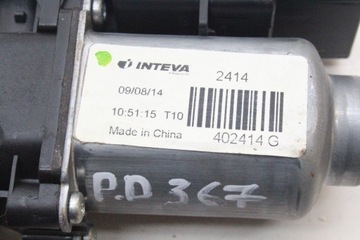 INTEVA
2414
09/08/14
10:51:15 T10
Made in China
402414 G
P.D 367